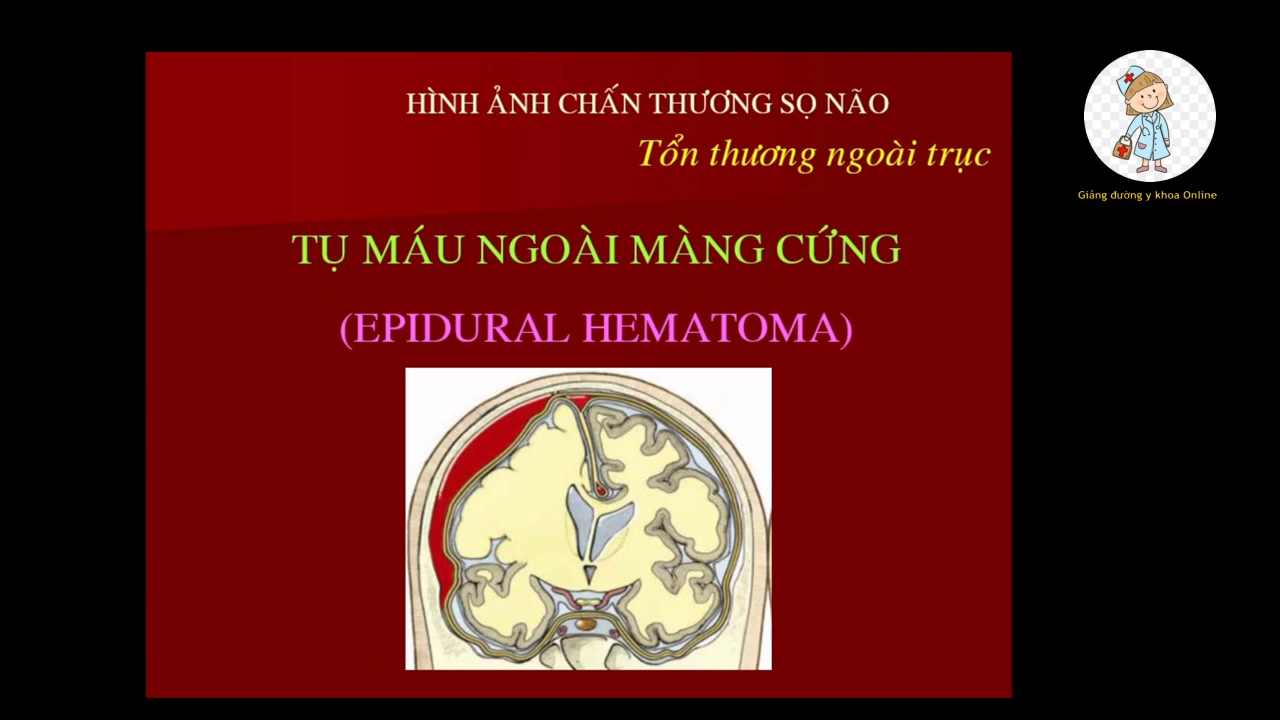 HÌNH ẢNH CHẤN THƯƠNG SỌ NÃO
Tổn thương ngoài trục
TỤ MÁU NGOÀI MÀNG CỨNG
(EPIDURAL HEMATOMA)
Giảng đường y khoa Online